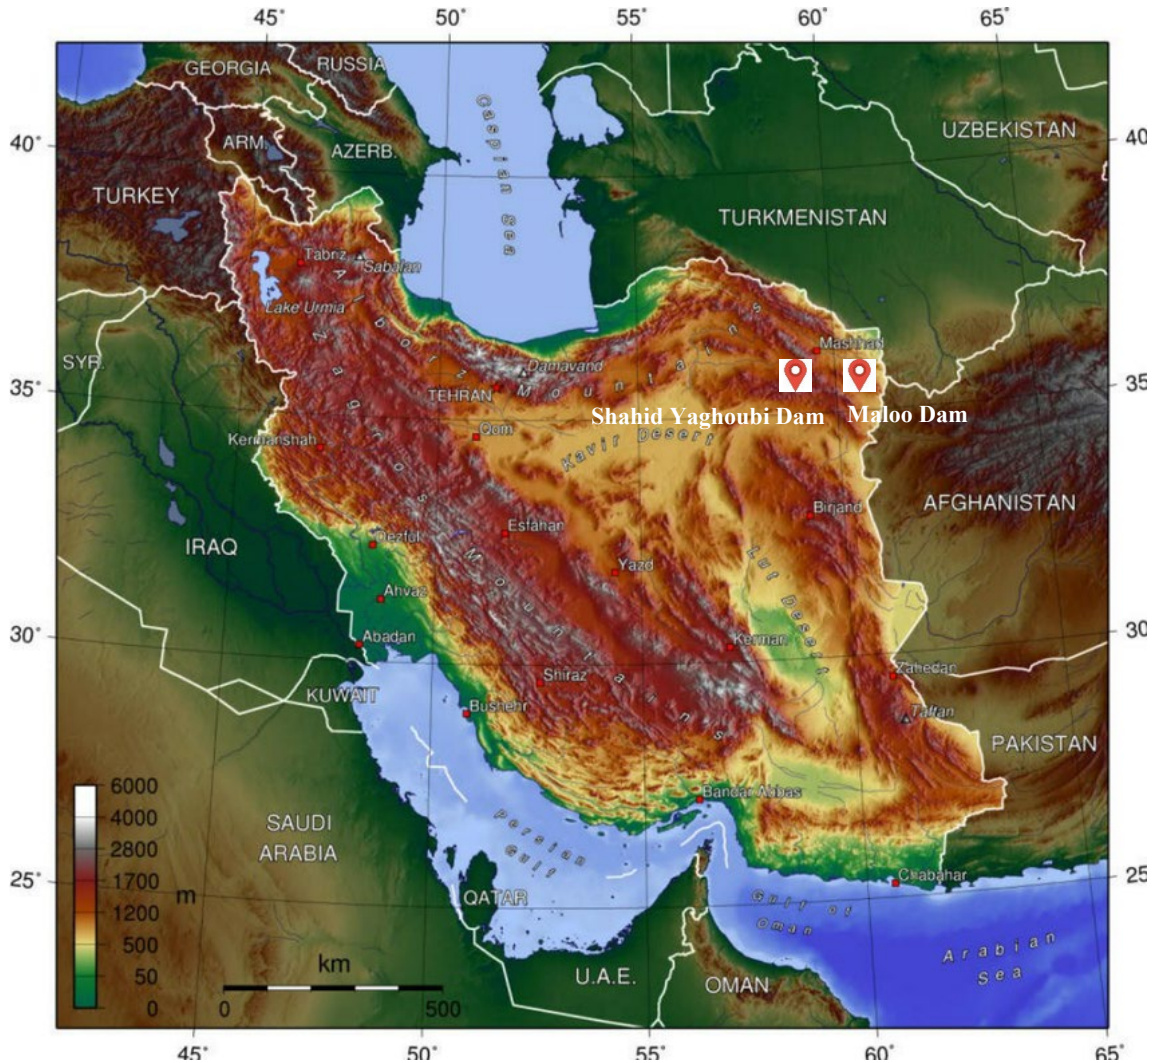 45° 50° 55° 60° 65°
GEORGIA
RUSSIA
40°
ARM.
AZERB.
Caspian Sea
UZBEKISTAN
40
TURKEY
TURKMENISTAN
Tabriz
Sabalan
Lake Urmia
Alborz Mountains
Mashhad
SYR.
Damavand
35°
TEHRAN
35°
Shahid Yaghoubi Dam
Maloo Dam
Zagros Mountains
Qom
Kavir Desert
Kermanshah
AFGHANISTAN
Birjand
Esfahan
IRAQ
Dezful
Yazd
Lut Desert
Ahvaz
30°
Abadan
Kerman
30°
Zahedan
KUWAIT
Shiraz
Bushehr
Taftan
PAKISTAN
6000
4000
2800
1700
1200
500
50
0
m
Bandar Abbas
SAUDI
ARABIA
Persian
Gulf
25°
QATAR
Chabahar
25
Gulf of
Oman
Arabian
Sea
km
0 500
U.A.E.
OMAN
45° 50° 55° 60° 65°